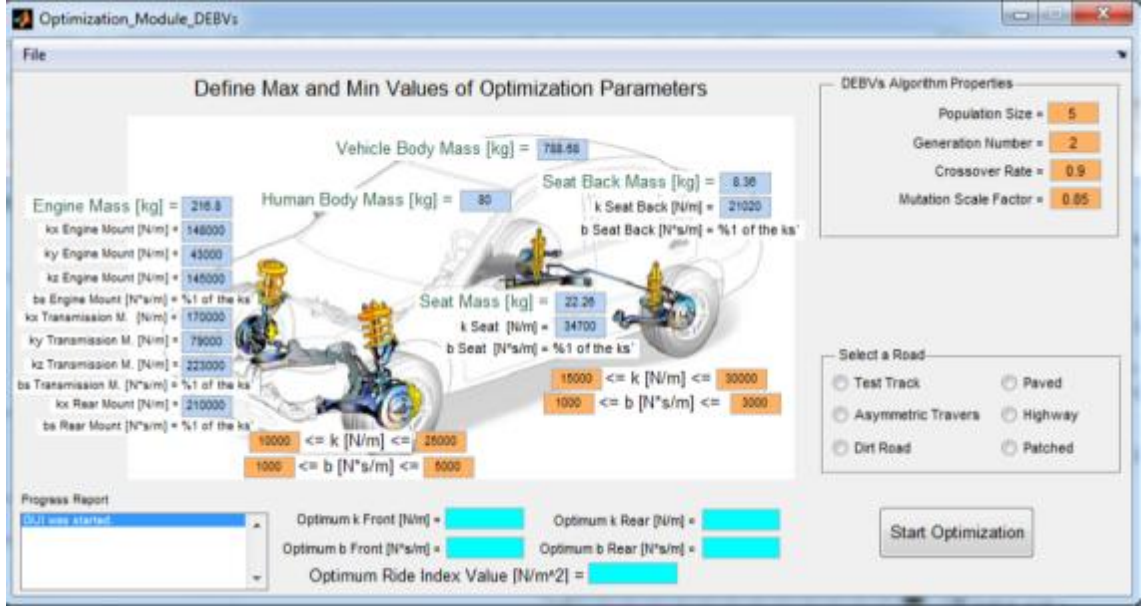 Optimization_Module_DEBVs
File
Define Max and Min Values of Optimization Parameters
Vehicle Body Mass [kg] = 788.68
Human Body Mass [kg] = 80
Seat Back Mass [kg] = 8.36
k Seat Back [N/m] = 21020
b Seat Back [N*s/m] = %1 of the ks'
Engine Mass [kg] = 216.8
kx Engine Mount [N/m] = 148000
ky Engine Mount [N/m] = 43000
kz Engine Mount [N/m] = 145000
bs Engine Mount [N*s/m] = %1 of the ks'
kx Transmission M. [N/m] = 170000
ky Transmission M. [N/m] = 79000
kz Transmission M. [N/m] = 223000
bs Transmission M. [N*s/m] = %1 of the ks'
kx Rear Mount [N/m] = 210000
bs Rear Mount [N*s/m] = %1 of the ks'
Seat Mass [kg] = 22.26
k Seat [N/m] = 34700
b Seat [N*s/m] = %1 of the ks'
15000 <= k [N/m] <= 30000
1000 <= b [N*s/m] <= 3000
10000 <= k [N/m] <= 25000
1000 <= b [N*s/m] <= 5000
DEBVs Algorithm Properties
Population Size = 5
Generation Number = 2
Crossover Rate = 0.9
Mutation Scale Factor = 0.85
Select a Road
Test Track
Paved
Asymmetric Travers
Highway
Dirt Road
Patched
Progress Report
GUI was started.
Optimum k Front [N/m] =
Optimum k Rear [N/m] =
Optimum b Front [N*s/m] =
Optimum b Rear [N*s/m] =
Optimum Ride Index Value [N/m^2] =
Start Optimization